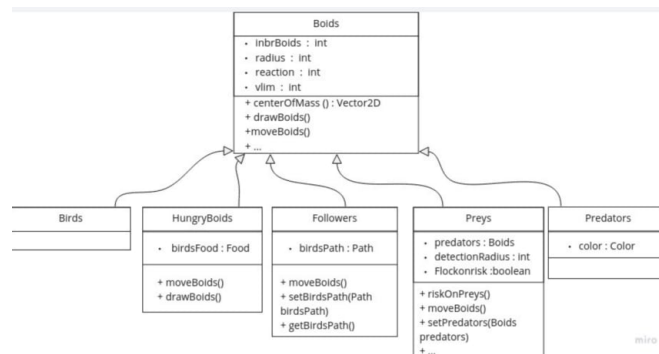 Boids
• inbrBoids : int
• radius : int
• reaction : int
• vlim : int
+ centerOfMass () : Vector2D
+ drawBoids()
+moveBoids()
+ ...
Birds
HungryBoids
• birdsFood : Food
+ moveBoids()
+ drawBoids()
Followers
• birdsPath : Path
+ moveBoids()
+ setBirdsPath(Path
birdsPath)
+ getBirdsPath()
Preys
• predators : Boids
• detectionRadius : int
• Flockonrisk :boolean
+ riskOnPreys()
+ moveBoids()
+ setPredators(Boids
predators)
+ ...
Predators
• color : Color
miro